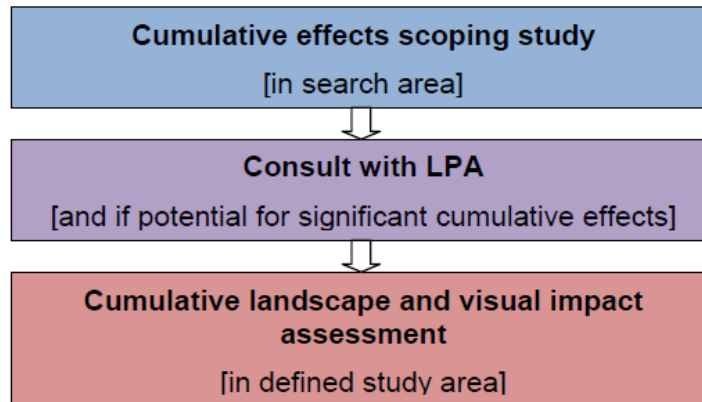 Cumulative effects scoping study
[in search area]
Consult with LPA
[and if potential for significant cumulative effects]
Cumulative landscape and visual impact
assessment
[in defined study area]